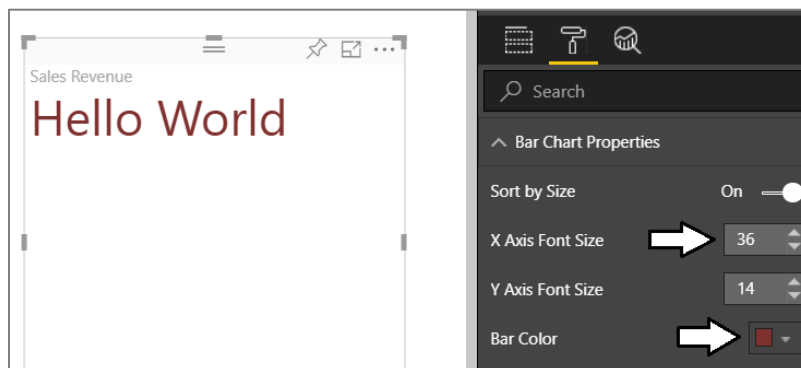 Sales Revenue
Hello World
Search
Bar Chart Properties
Sort by Size On
X Axis Font Size 36
Y Axis Font Size 14
Bar Color